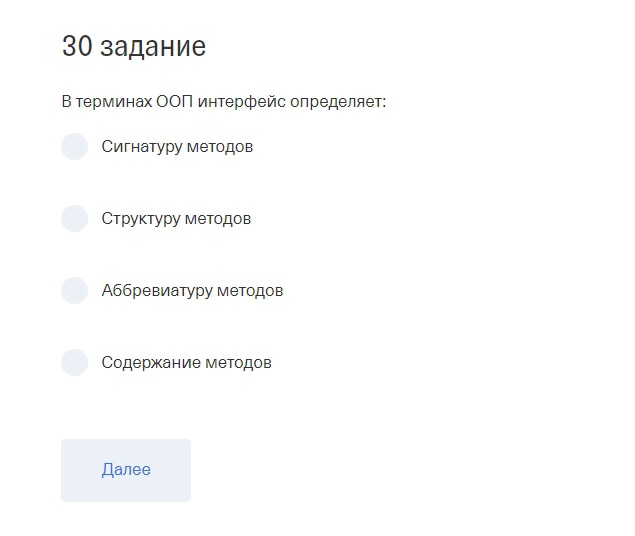 30 задание
В терминах ООП интерфейс определяет:
Сигнатуру методов
Структуру методов
Аббревиатуру методов
Содержание методов
Далее